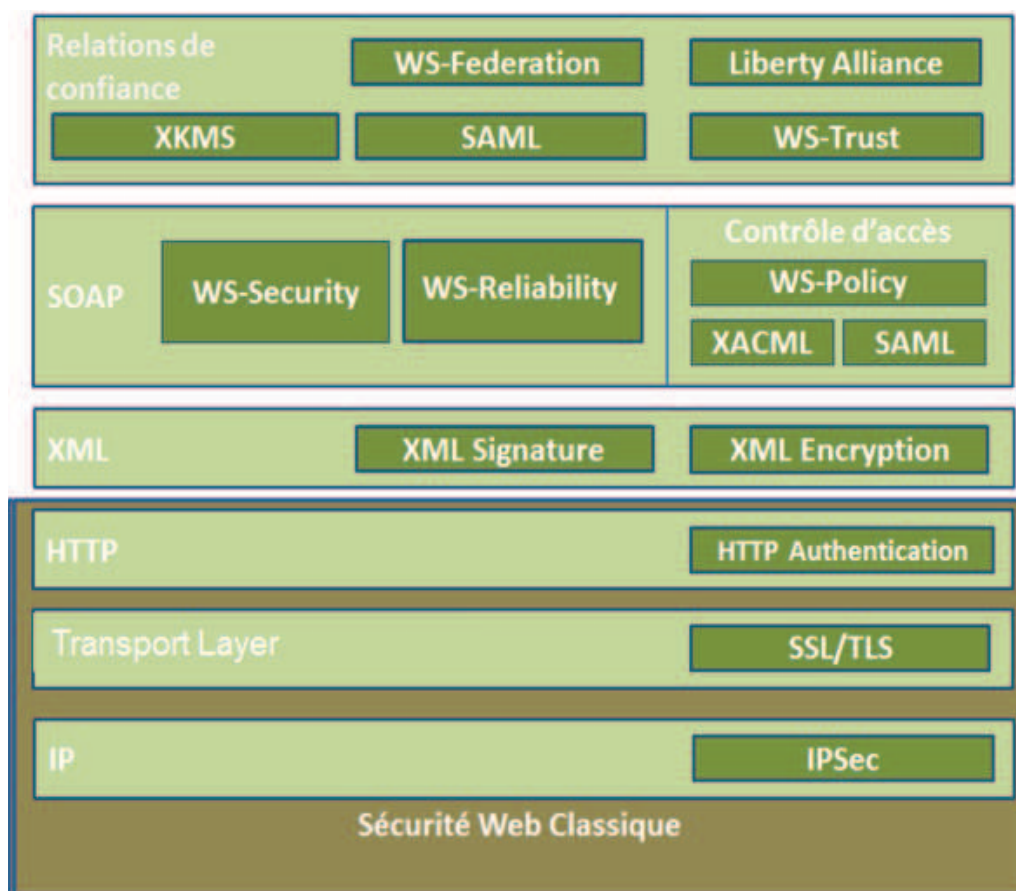 Relations de
confiance
WS-Federation
Liberty Alliance
XKMS
SAML
WS-Trust
SOAP
WS-Security
WS-Reliability
Contrôle d'accès
WS-Policy
XACML
SAML
XML
XML Signature
XML Encryption
HTTP
HTTP Authentication
Transport Layer
SSL/TLS
IP
IPSec
Sécurité Web Classique